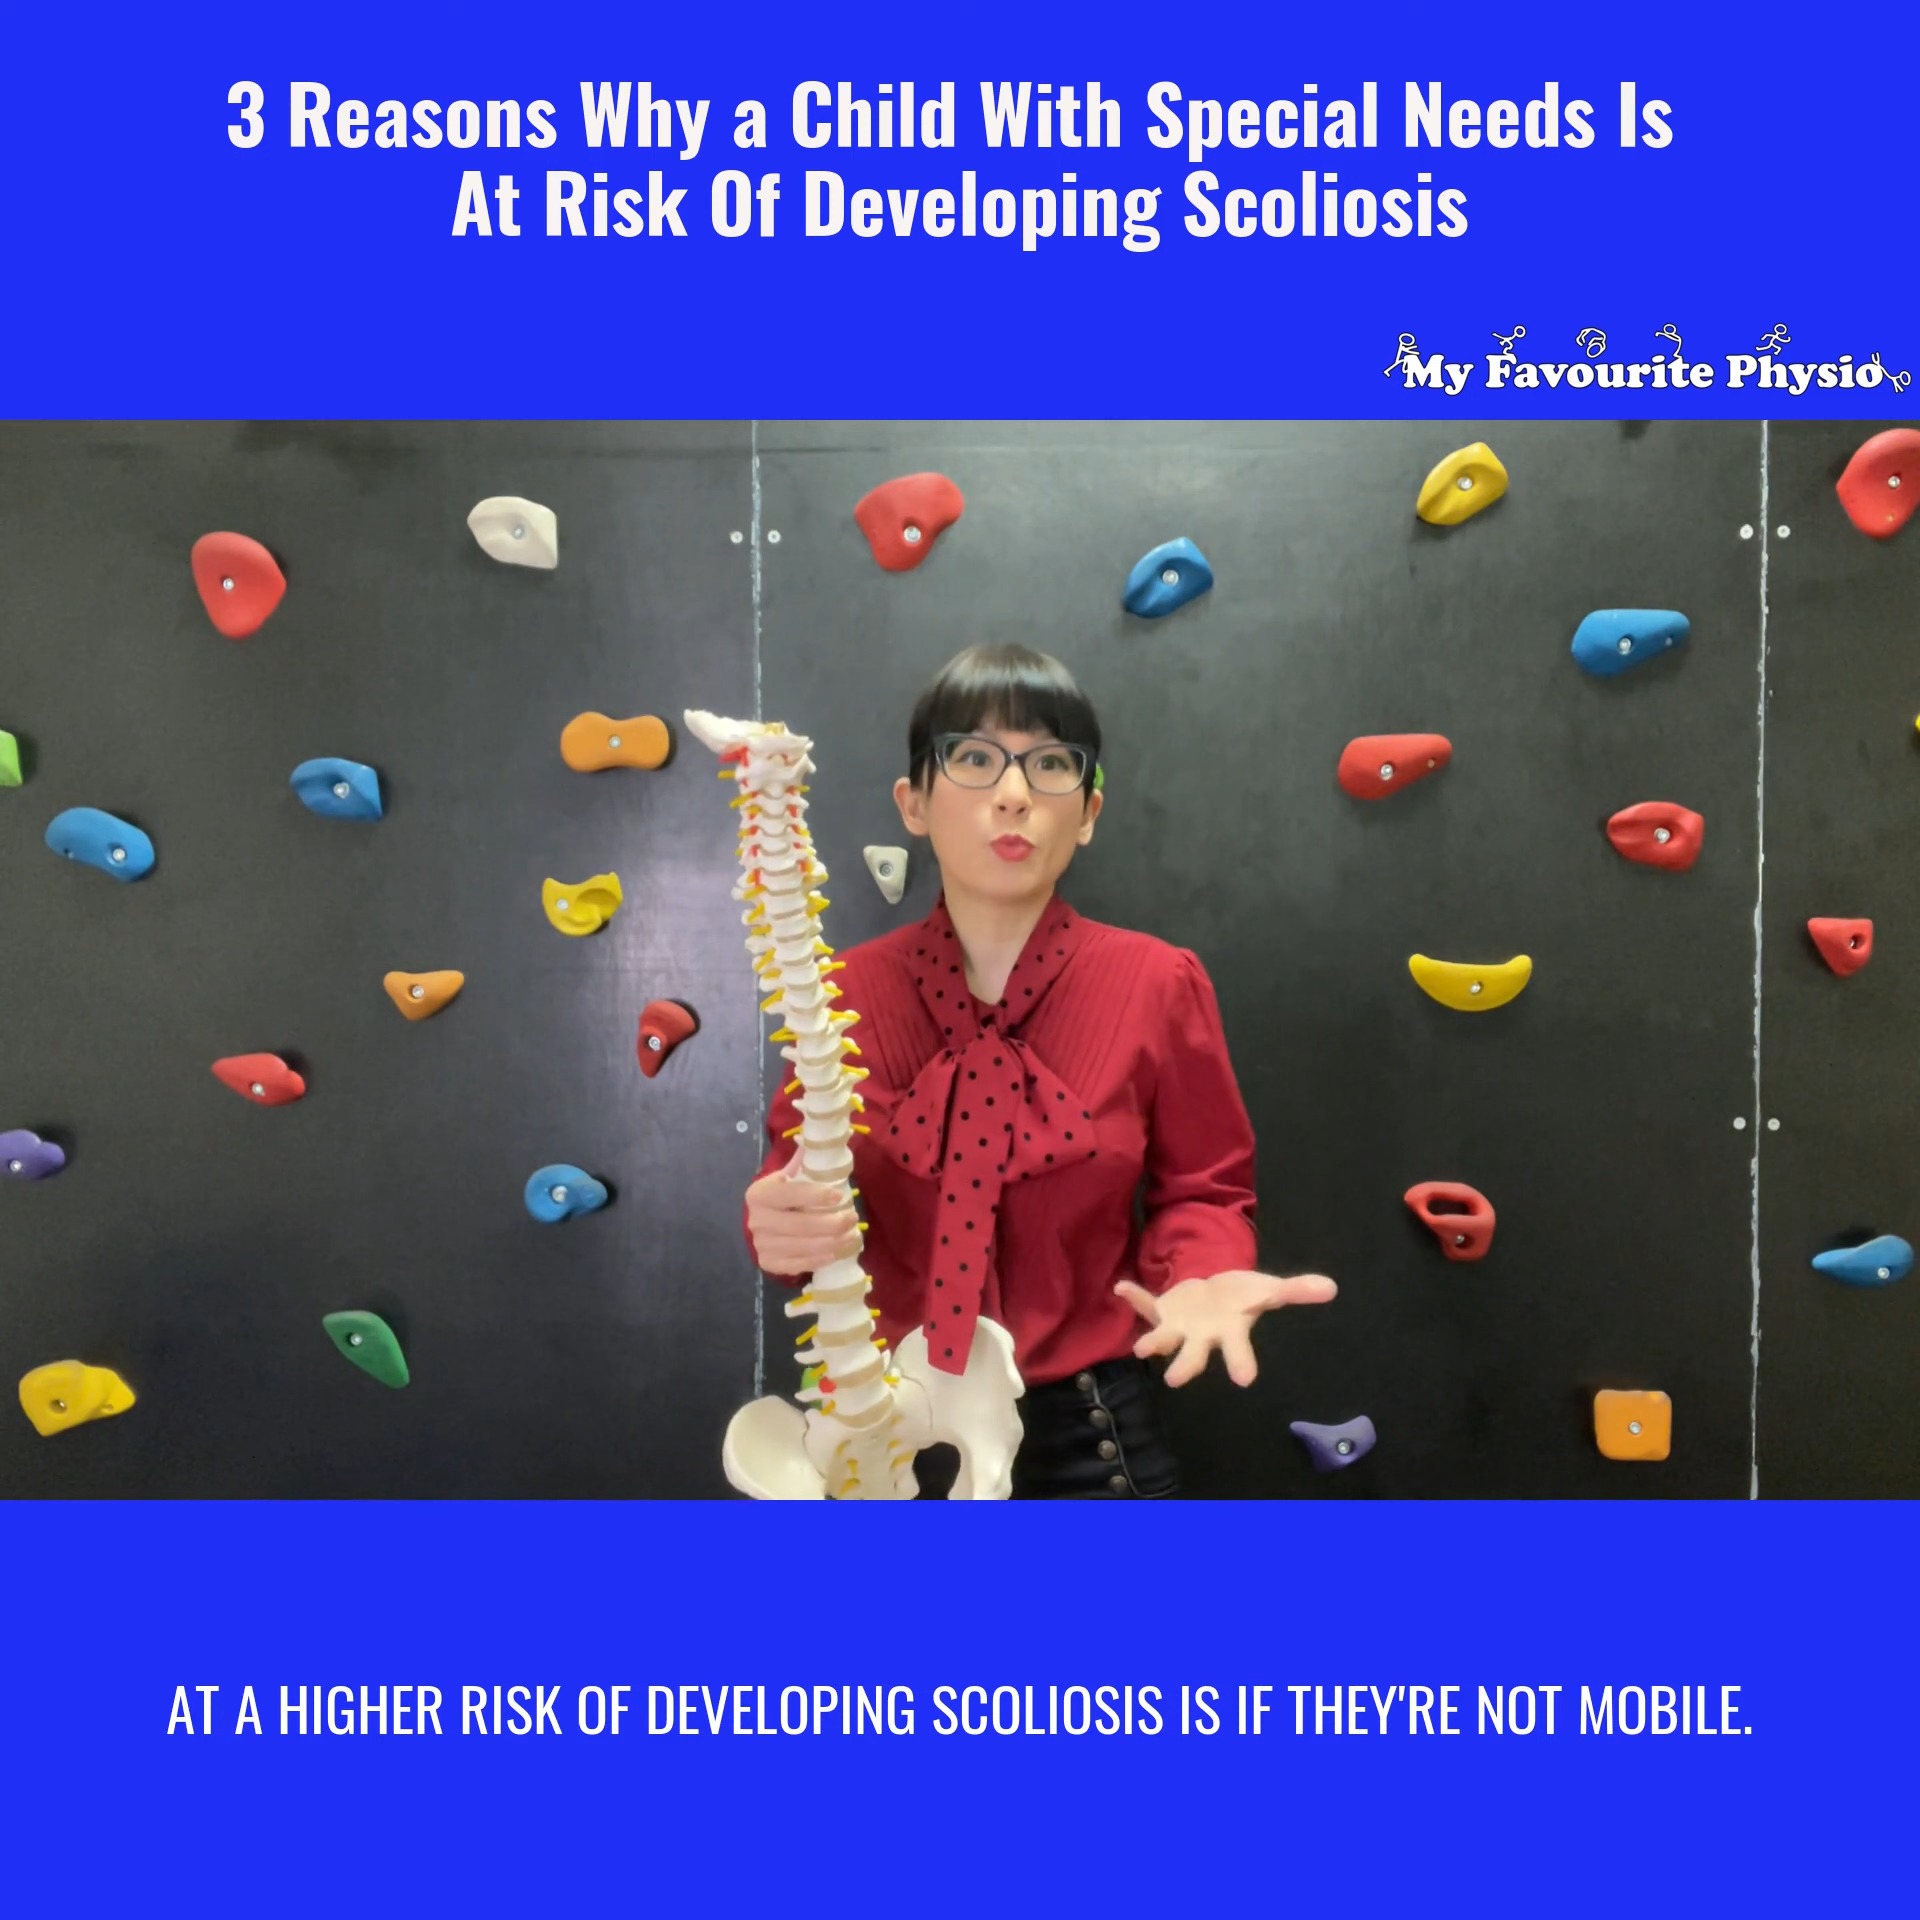 3 Reasons Why a Child With Special Needs Is
At Risk Of Developing Scoliosis
My Favourite Physio
AT A HIGHER RISK OF DEVELOPING SCOLIOSIS IS IF THEY'RE NOT MOBILE.